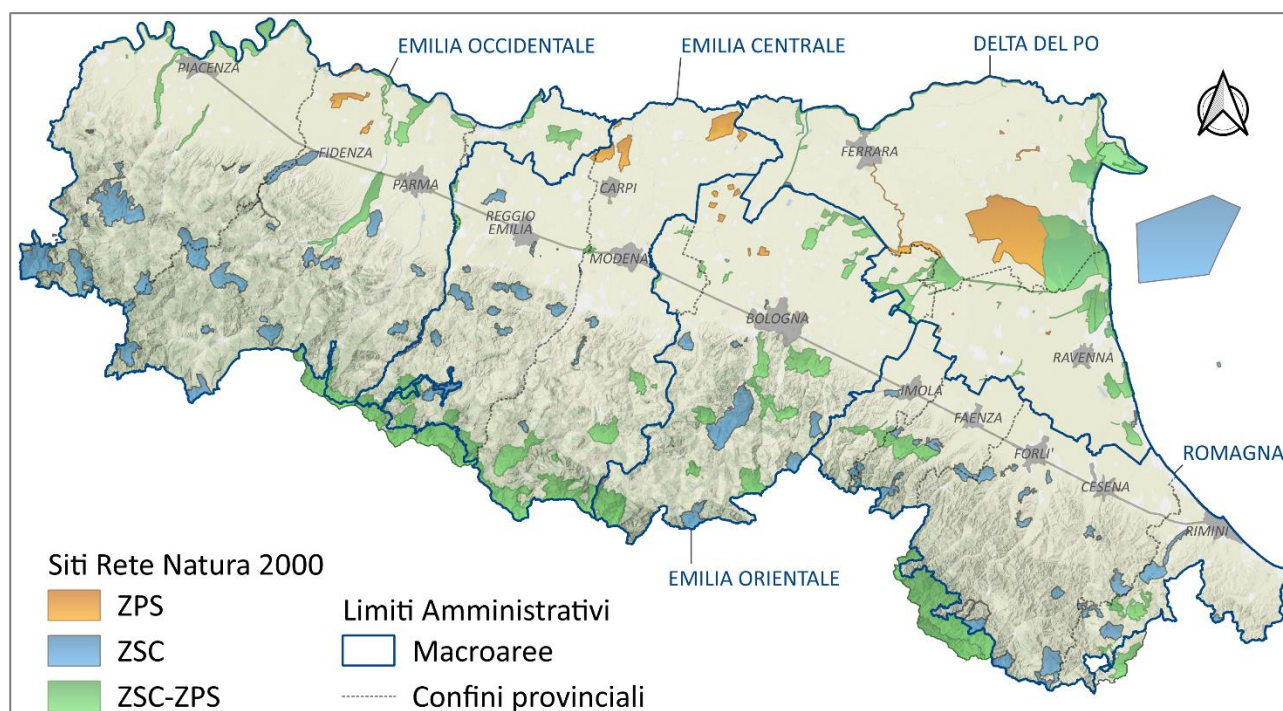 EMILIA OCCIDENTALE
EMILIA CENTRALE
DELTA DEL PO
PIACENZA
FIDENZA
PARMA
REGGIO
EMILIA
CARPI
MODENA
FERRARA
BOLOGNA
RAVENNA
IMOLA
FAENZA
FORLI'
CESENA
ROMAGNA
RIMINI
EMILIA ORIENTALE
Siti Rete Natura 2000
ZPS
ZSC
ZSC-ZPS
Limiti Amministrativi
Macroaree
Confini provinciali